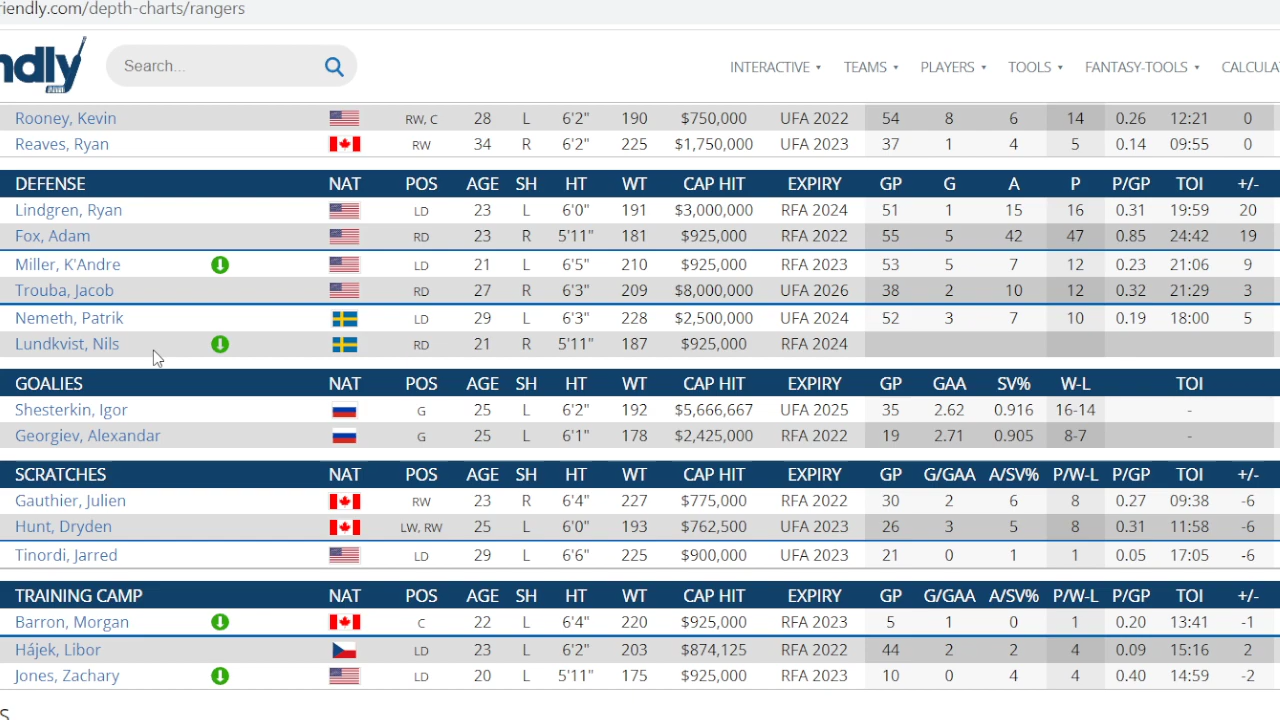 iendly.com/depth-charts/rangers
ndly Search... INTERACTIVE TEAMS PLAYERS TOOLS FANTASY-TOOLS CALCULA
Rooney, Kevin RW, C 28 L 6'2" 190 $750,000 UFA 2022 54 8 6 14 0.26 12:21 0
Reaves, Ryan RW 34 R 6'2" 225 $1,750,000 UFA 2023 37 1 4 5 0.14 09:55 0
DEFENSE NAT POS AGE SH HT WT CAP HIT EXPIRY GP G A P P/GP TOI +/-
Lindgren, Ryan LD 23 L 6'0" 191 $3,000,000 RFA 2024 51 1 15 16 0.31 19:59 20
Fox, Adam RD 23 R 5'11" 181 $925,000 RFA 2022 55 5 42 47 0.85 24:42 19
Miller, K'Andre LD 21 L 6'5" 210 $925,000 RFA 2023 53 5 7 12 0.23 21:06 9
Trouba, Jacob RD 27 R 6'3" 209 $8,000,000 UFA 2026 38 2 10 12 0.32 21:29 3
Nemeth, Patrik LD 29 L 6'3" 228 $2,500,000 UFA 2024 52 3 7 10 0.19 18:00 5
Lundkvist, Nils RD 21 R 5'11" 187 $925,000 RFA 2024
GOALIES NAT POS AGE SH HT WT CAP HIT EXPIRY GP GAA SV% W-L TOI
Shesterkin, Igor G 25 L 6'2" 192 $5,666,667 UFA 2025 35 2.62 0.916 16-14 -
Georgiev, Alexandar G 25 L 6'1" 178 $2,425,000 RFA 2022 19 2.71 0.905 8-7 -
SCRATCHES NAT POS AGE SH HT WT CAP HIT EXPIRY GP G/GAA A/SV% P/W-L P/GP TOI +/-
Gauthier, Julien RW 23 R 6'4" 227 $775,000 RFA 2022 30 2 6 8 0.27 09:38 -6
Hunt, Dryden LW, RW 25 L 6'0" 193 $762,500 UFA 2023 26 3 5 8 0.31 11:58 -6
Tinordi, Jarred LD 29 L 6'6" 225 $900,000 UFA 2023 21 0 1 1 0.05 17:05 -6
TRAINING CAMP NAT POS AGE SH HT WT CAP HIT EXPIRY GP G/GAA A/SV% P/W-L P/GP TOI +/-
Barron, Morgan C 22 L 6'4" 220 $925,000 RFA 2023 5 1 0 1 0.20 13:41 -1
Hájek, Libor LD 23 L 6'2" 203 $874,125 RFA 2022 44 2 2 4 0.09 15:16 2
Jones, Zachary LD 20 L 5'11" 175 $925,000 RFA 2023 10 0 4 4 0.40 14:59 -2